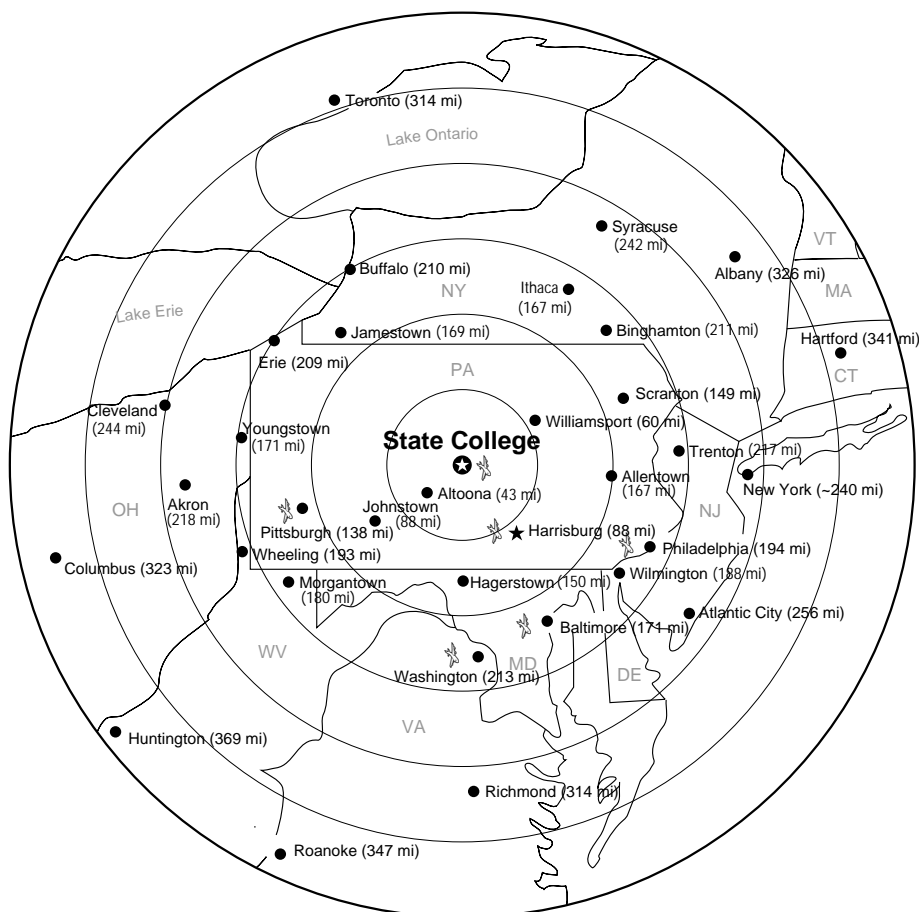 Toronto (314 mi)
Lake Ontario
Syracuse
(242 mi)
VT
Albany (326 mi)
Buffalo (210 mi)
NY
Ithaca
(167 mi)
MA
Lake Erie
Jamestown (169 mi)
Binghamton (211 mi)
Hartford (341 mi)
Erie (209 mi)
PA
CT
Scranton (149 mi)
Cleveland
(244 mi)
Youngstown
(171 mi)
Williamsport (60 mi)
State College
Trenton (217 mi)
Allentown
(167 mi)
New York (~240 mi)
Akron
(218 mi)
Altoona (43 mi)
OH
Johnstown
(88 mi)
NJ
Pittsburgh (138 mi)
Harrisburg (88 mi)
Wheeling (193 mi)
Philadelphia (194 mi)
Columbus (323 mi)
Morgantown
(180 mi)
Hagerstown (150 mi)
Wilmington (188 mi)
Atlantic City (256 mi)
Baltimore (171 mi)
WV
MD
DE
Washington (213 mi)
VA
Huntington (369 mi)
Richmond (314 mi)
Roanoke (347 mi)